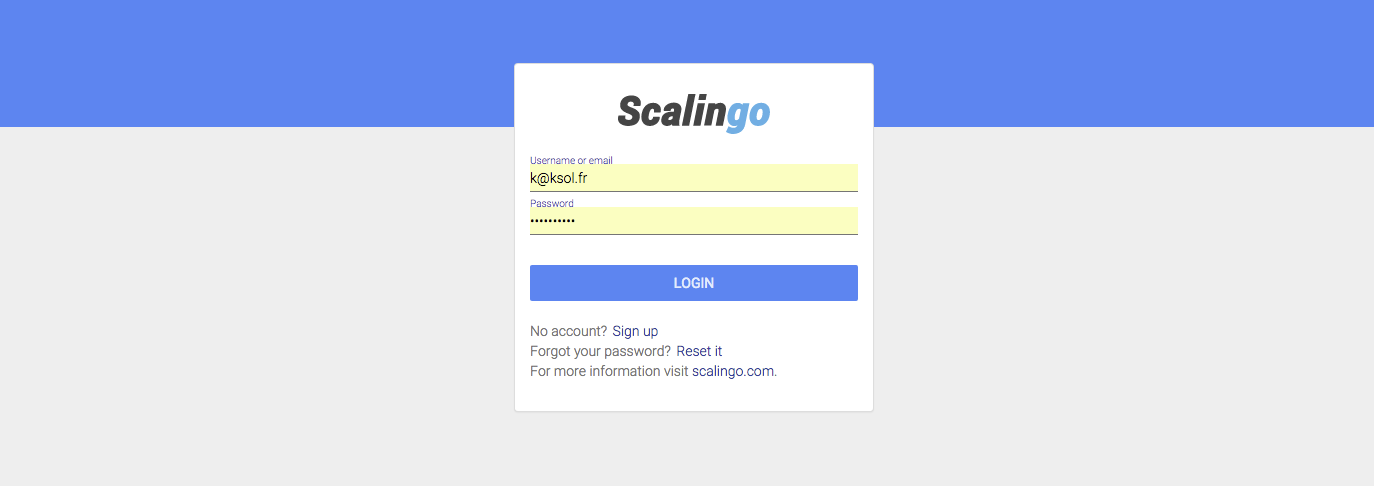 Scalingo
Username or email
k@ksol.fr
Password
••••••••••
LOGIN
No account? Sign up
Forgot your password? Reset it
For more information visit scalingo.com.